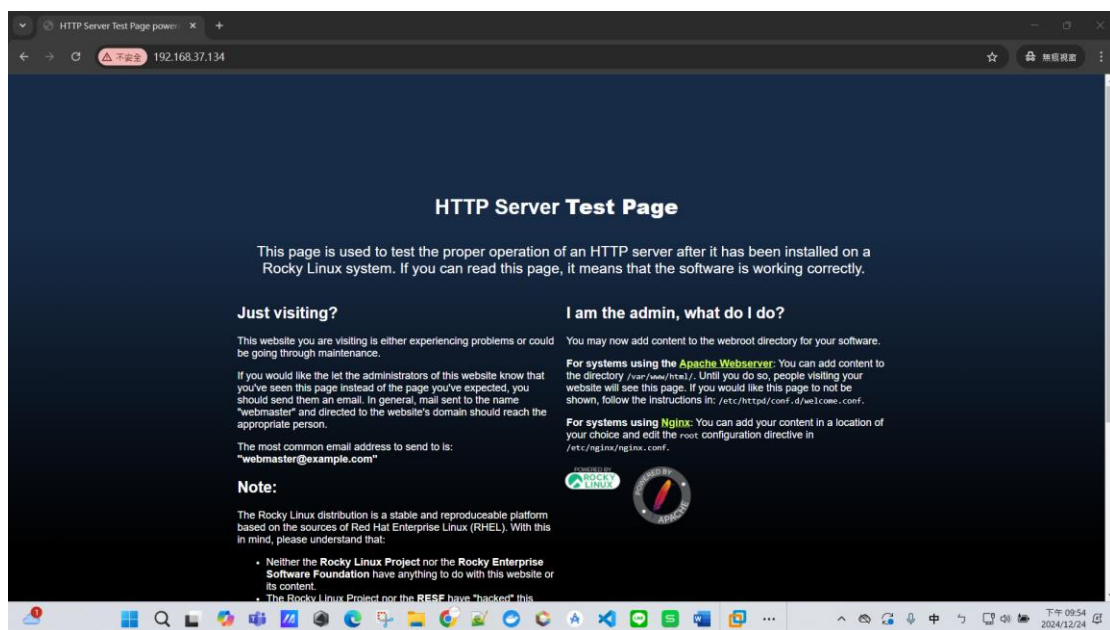 HTTP Server Test Page power
不安全
192.168.37.134
無痕視窗
HTTP Server Test Page
This page is used to test the proper operation of an HTTP server after it has been installed on a
Rocky Linux system. If you can read this page, it means that the software is working correctly.
Just visiting?
This website you are visiting is either experiencing problems or could
be going through maintenance.
If you would like the let the administrators of this website know that
you've seen this page instead of the page you've expected, you
should send them an email. In general, mail sent to the name
"webmaster" and directed to the website's domain should reach the
appropriate person.
The most common email address to send to is:
"webmaster@example.com"
Note:
The Rocky Linux distribution is a stable and reproduceable platform
based on the sources of Red Hat Enterprise Linux (RHEL). With this
in mind, please understand that:
• Neither the Rocky Linux Project nor the Rocky Enterprise
Software Foundation have anything to do with this website or
its content.
• The Rocky Linux Project nor the RESF have "hacked" this
I am the admin, what do I do?
You may now add content to the webroot directory for your software.
For systems using the Apache Webserver: You can add content to
the directory /var/www/html/. Until you do so, people visiting your
website will see this page. If you would like this page to not be
shown, follow the instructions in: /etc/httpd/conf.d/welcome.conf.
For systems using Nginx: You can add your content in a location of
your choice and edit the root configuration directive in
/etc/nginx/nginx.conf.
POWERED BY
ROCKY
LINUX
POWERED BY
APACHE
中
下午 09:54
2024/12/24